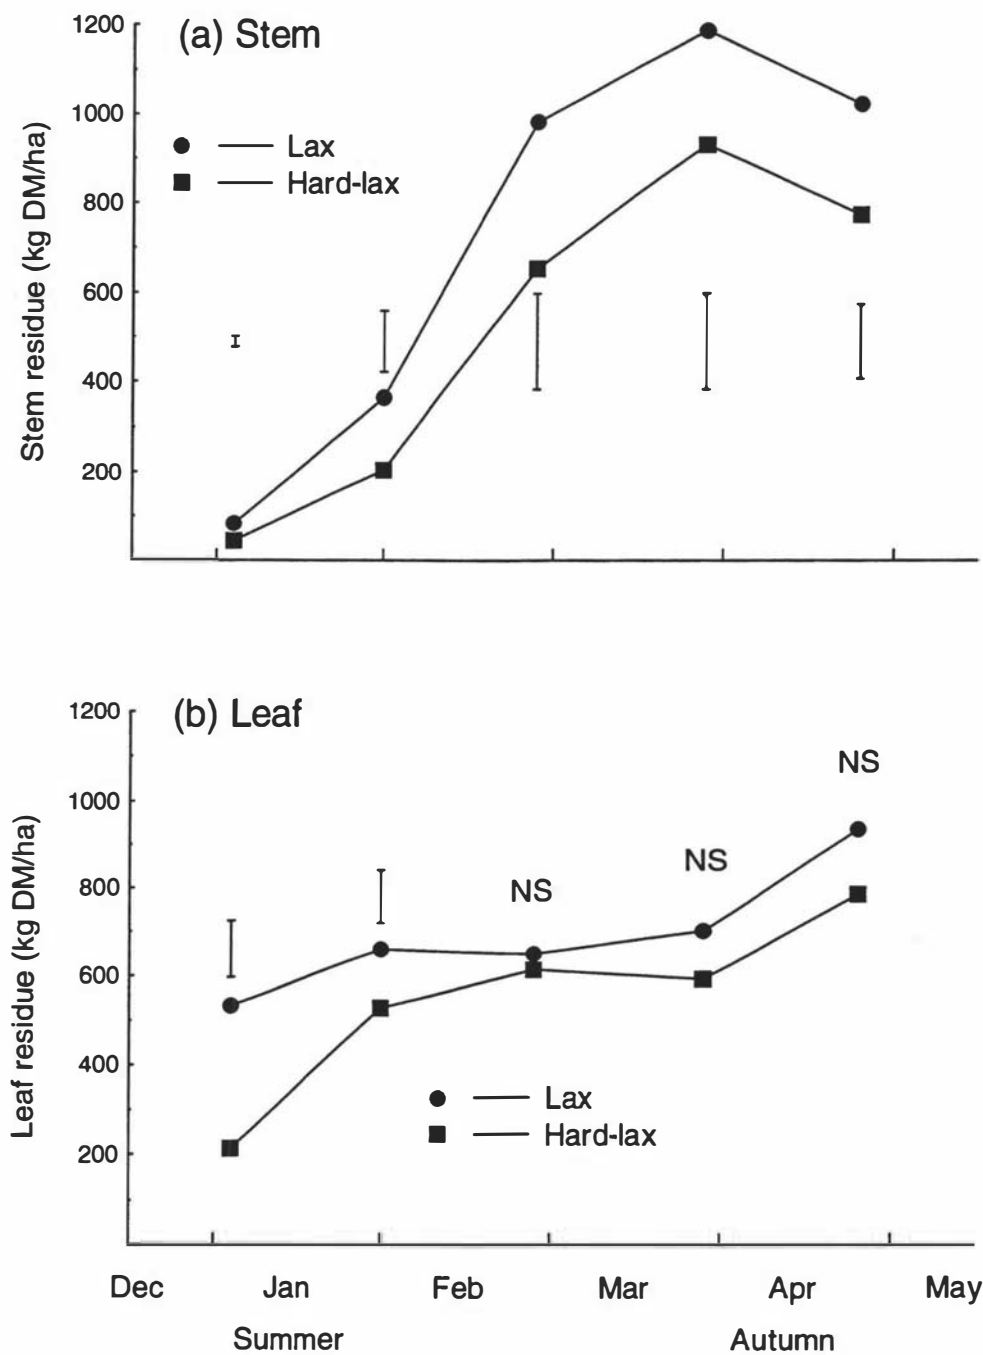 (a) Stem
1200
1000
800
600
400
200
Stem residue (kg DM/ha)
Lax
Hard-lax
(b) Leaf
1200
1000
800
600
400
200
Leaf residue (kg DM/ha)
NS
NS
NS
Lax
Hard-lax
Dec Jan Feb Mar Apr May
Summer Autumn